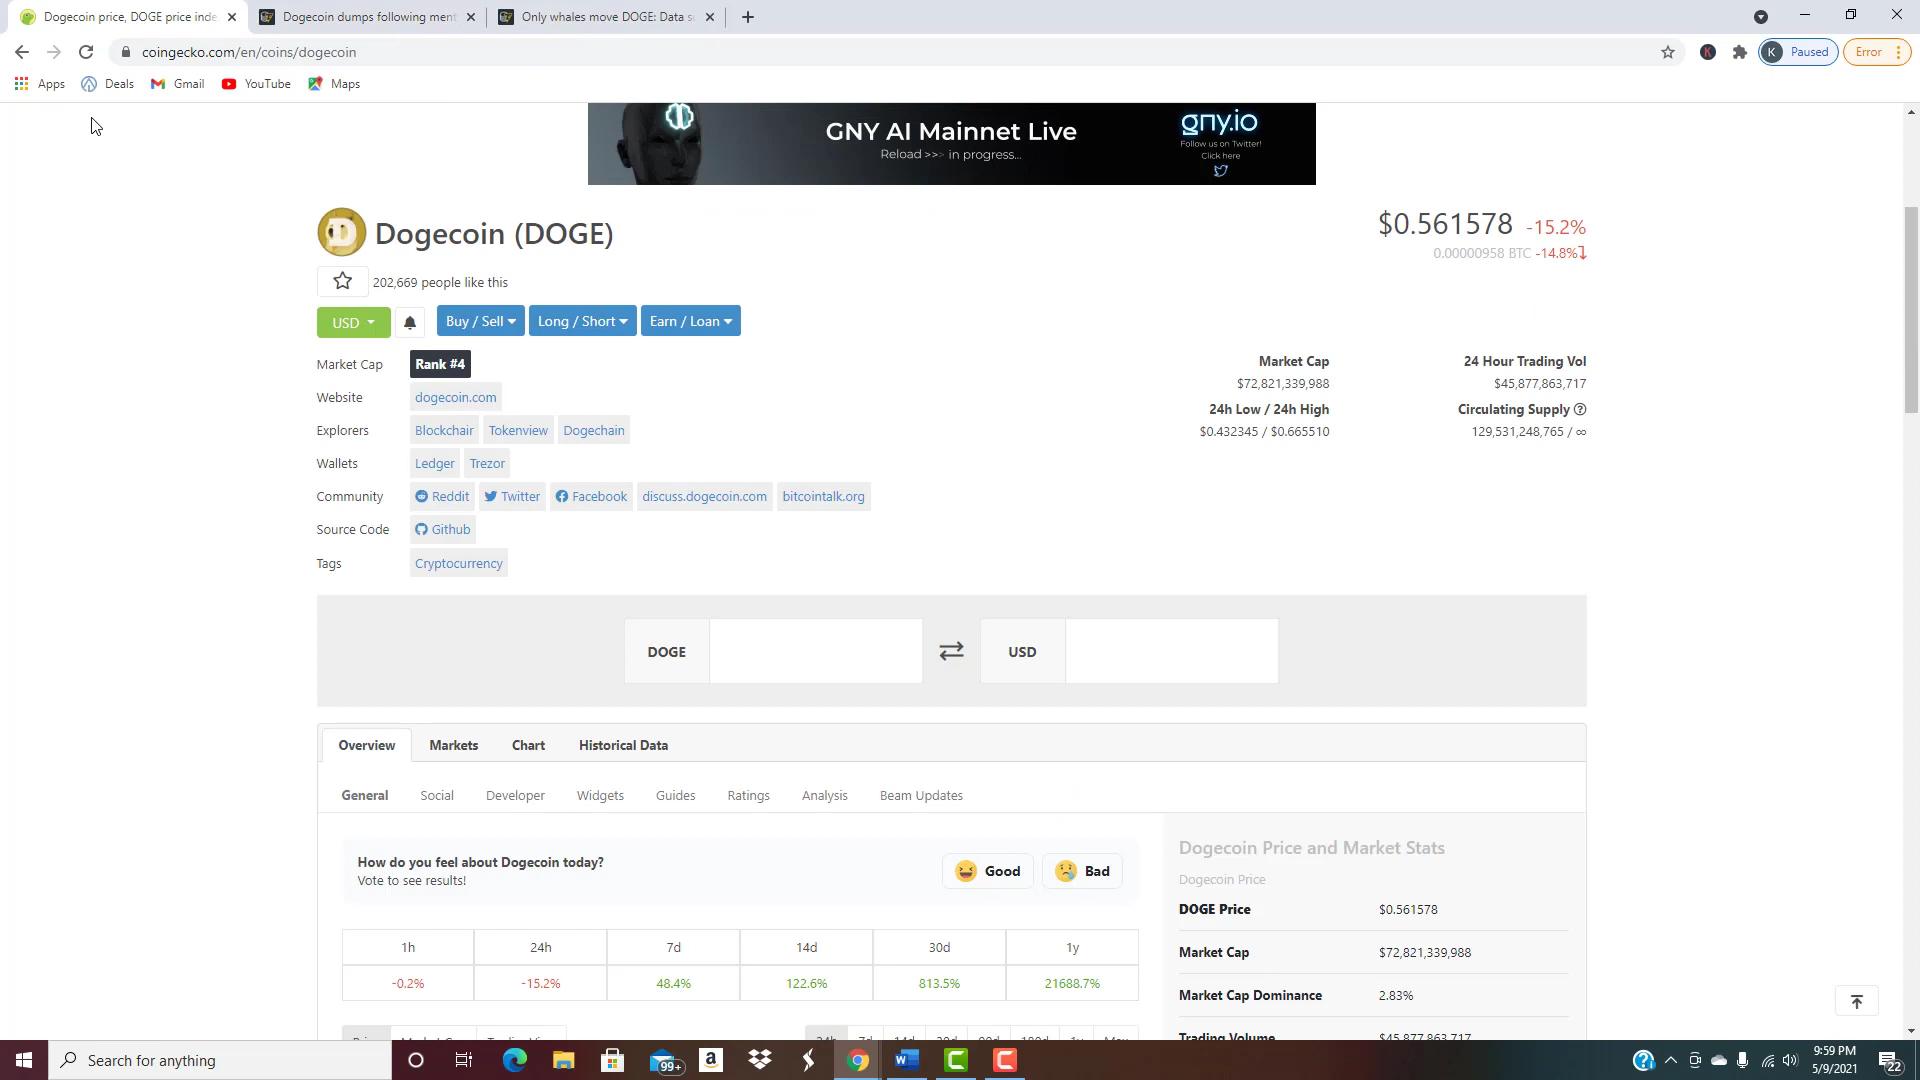 Dogecoin price, DOGE price inde
Dogecoin dumps following ment
Only whales move DOGE: Data su
coingecko.com/en/coins/dogecoin
K
K Paused
Error
Apps
Deals
Gmail
YouTube
Maps
GNY AI Mainnet Live
Reload >>> in progress...
gny.io
Follow us on Twitter!
Click here
Dogecoin (DOGE)
$0.561578 -15.2%
0.00000958 BTC -14.8%
202,669 people like this
USD
Buy / Sell
Long / Short
Earn / Loan
Market Cap Rank #4
Website dogecoin.com
Explorers Blockchair Tokenview Dogechain
Wallets Ledger Trezor
Community Reddit Twitter Facebook discuss.dogecoin.com bitcointalk.org
Source Code Github
Tags Cryptocurrency
Market Cap 24 Hour Trading Vol
$72,821,339,988 $45,877,863,717
24h Low / 24h High Circulating Supply ?
$0.432345 / $0.665510 129,531,248,765 / ∞
DOGE USD
Overview Markets Chart Historical Data
General Social Developer Widgets Guides Ratings Analysis Beam Updates
How do you feel about Dogecoin today?
Vote to see results!
Good
Bad
1h 24h 7d 14d 30d 1y
-0.2% -15.2% 48.4% 122.6% 813.5% 21688.7%
Dogecoin Price and Market Stats
Dogecoin Price
DOGE Price $0.561578
Market Cap $72,821,339,988
Market Cap Dominance 2.83%
Trading Volume $45,877,863,717
Search for anything
99+
9:59 PM
5/9/2021
22